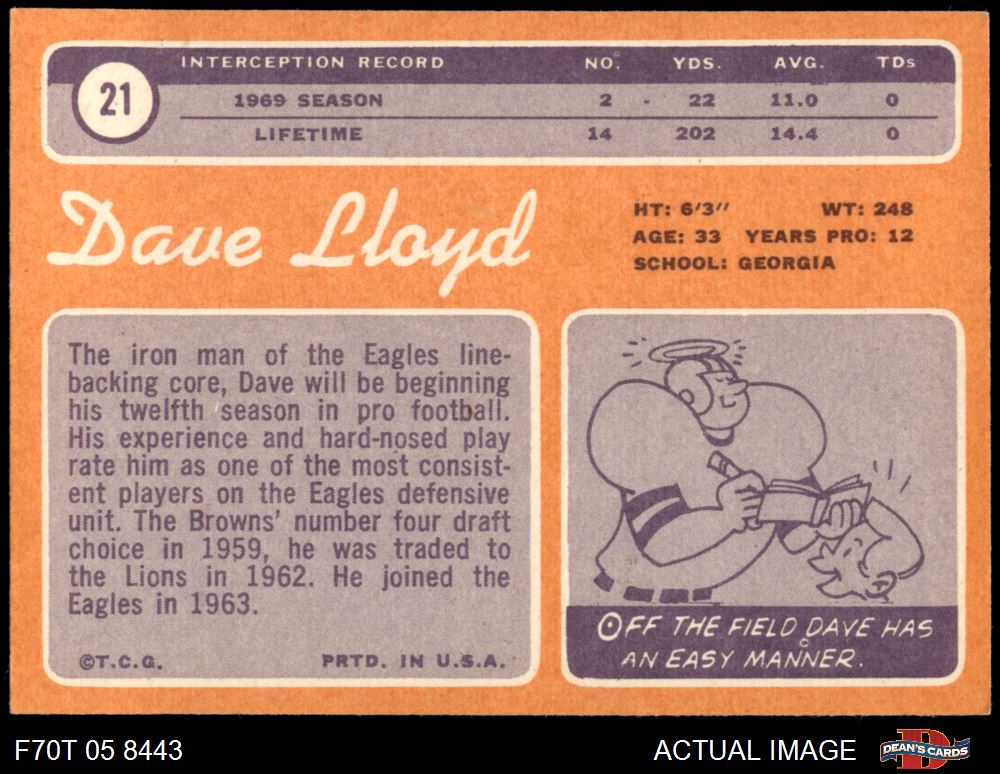 21
INTERCEPTION RECORD NO. YDS. AVG. TDs
1969 SEASON 2 - 22 11.0 0
LIFETIME 14 202 14.4 0
Dave Lloyd
HT: 6'3" WT: 248
AGE: 33 YEARS PRO: 12
SCHOOL: GEORGIA
The iron man of the Eagles line-
backing core, Dave will be beginning
his twelfth season in pro football.
His experience and hard-nosed play
rate him as one of the most consist-
ent players on the Eagles defensive
unit. The Browns' number four draft
choice in 1959, he was traded to
the Lions in 1962. He joined the
Eagles in 1963.
©T.C.G. PRTD. IN U.S.A.
OFF THE FIELD DAVE HAS
AN EASY MANNER.
F70T 05 8443
ACTUAL IMAGE
DEAN'S CARDS